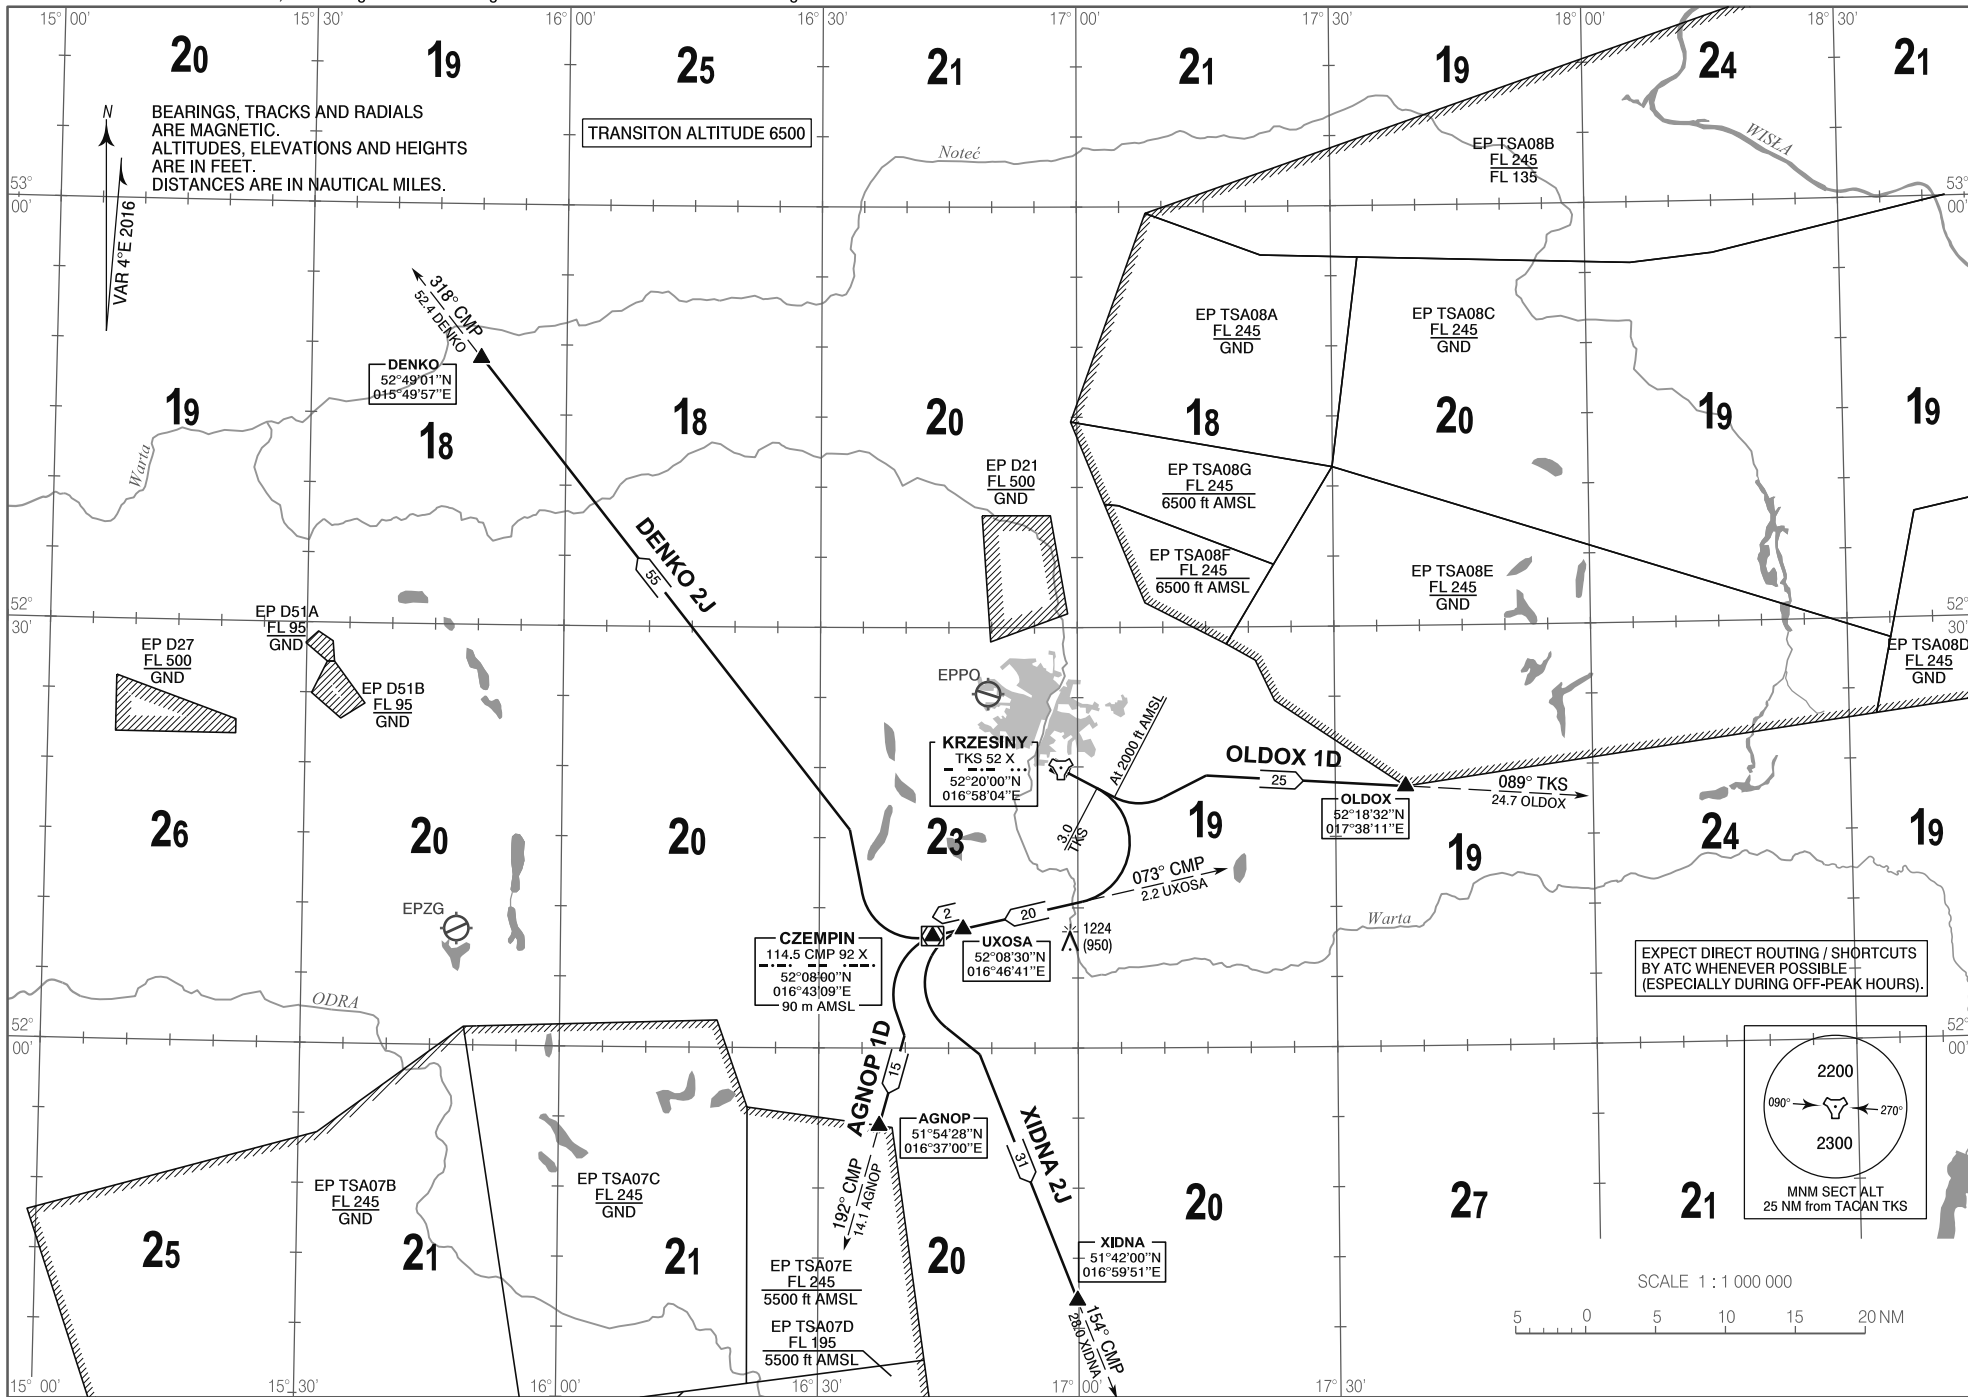 15° 00'
15° 30'
16° 00'
16° 30'
17° 00'
17° 30'
18° 00'
18° 30'
20
19
25
21
21
19
24
21
N
VAR 4°E 2016
BEARINGS, TRACKS AND RADIALS
ARE MAGNETIC.
ALTITUDES, ELEVATIONS AND HEIGHTS
ARE IN FEET.
DISTANCES ARE IN NAUTICAL MILES.
TRANSITON ALTITUDE 6500
Noteć
WISŁA
EP TSA08B
FL 245
FL 135
53°
00'
53°
00'
318° CMP
52.4 DENKO
DENKO
52°49'01"N
015°49'57"E
EP TSA08A
FL 245
GND
EP TSA08C
FL 245
GND
19
18
18
20
18
20
19
19
Warta
EP D21
FL 500
GND
EP TSA08G
FL 245
6500 ft AMSL
EP TSA08F
FL 245
6500 ft AMSL
EP TSA08E
FL 245
GND
DENKO 2J
55
52°
30'
52°
30'
EP D51A
FL 95
GND
EP D27
FL 500
GND
EP D51B
FL 95
GND
EP TSA08D
FL 245
GND
EPPO
KRZESINY
TKS 52 X
52°20'00"N
016°58'04"E
At 2000 ft AMSL
3.0
TKS
OLDOX 1D
25
OLDOX
52°18'32"N
017°38'11"E
089° TKS
24.7 OLDOX
26
20
20
23
19
19
24
19
073° CMP
2.2 UXOSA
EPZG
2
20
CZEMPIN
114.5 CMP 92 X
52°08'00"N
016°43'09"E
90 m AMSL
UXOSA
52°08'30"N
016°46'41"E
1224
(950)
Warta
EXPECT DIRECT ROUTING / SHORTCUTS
BY ATC WHENEVER POSSIBLE
(ESPECIALLY DURING OFF-PEAK HOURS).
ODRA
52°
00'
52°
00'
AGNOP 1D
15
AGNOP
51°54'28"N
016°37'00"E
192° CMP
14.1 AGNOP
XIDNA 2J
31
2200
090°
270°
2300
MNM SECT ALT
25 NM from TACAN TKS
EP TSA07B
FL 245
GND
EP TSA07C
FL 245
GND
25
21
21
20
20
27
21
EP TSA07E
FL 245
5500 ft AMSL
EP TSA07D
FL 195
5500 ft AMSL
XIDNA
51°42'00"N
016°59'51"E
154° CMP
28.0 XIDNA
SCALE 1 : 1 000 000
5 0 5 10 15 20 NM
15° 00'
15° 30'
16° 00'
16° 30'
17° 00'
17° 30'